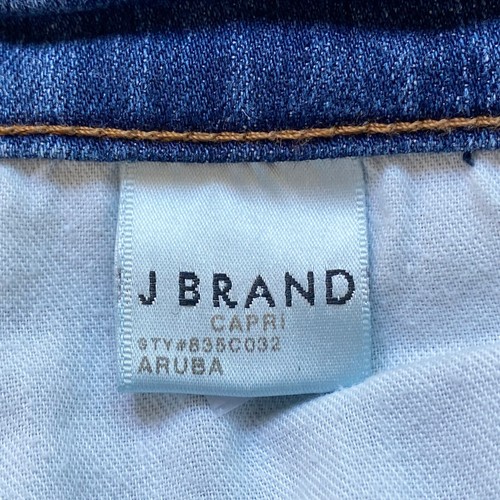 J BRAND
CAPRI
STY#835C032
ARUBA